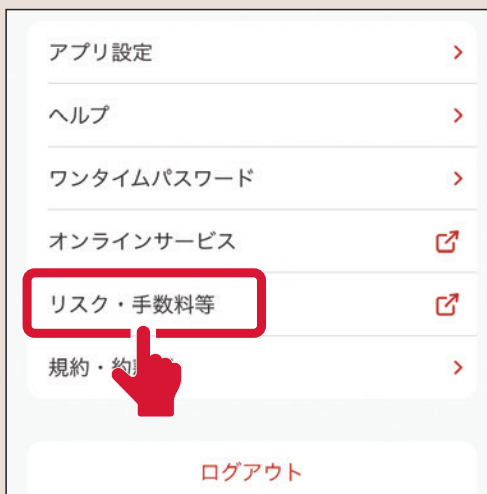 アプリ設定
ヘルプ
ワンタイムパスワード
オンラインサービス
リスク・手数料等
規約・約
ログアウト